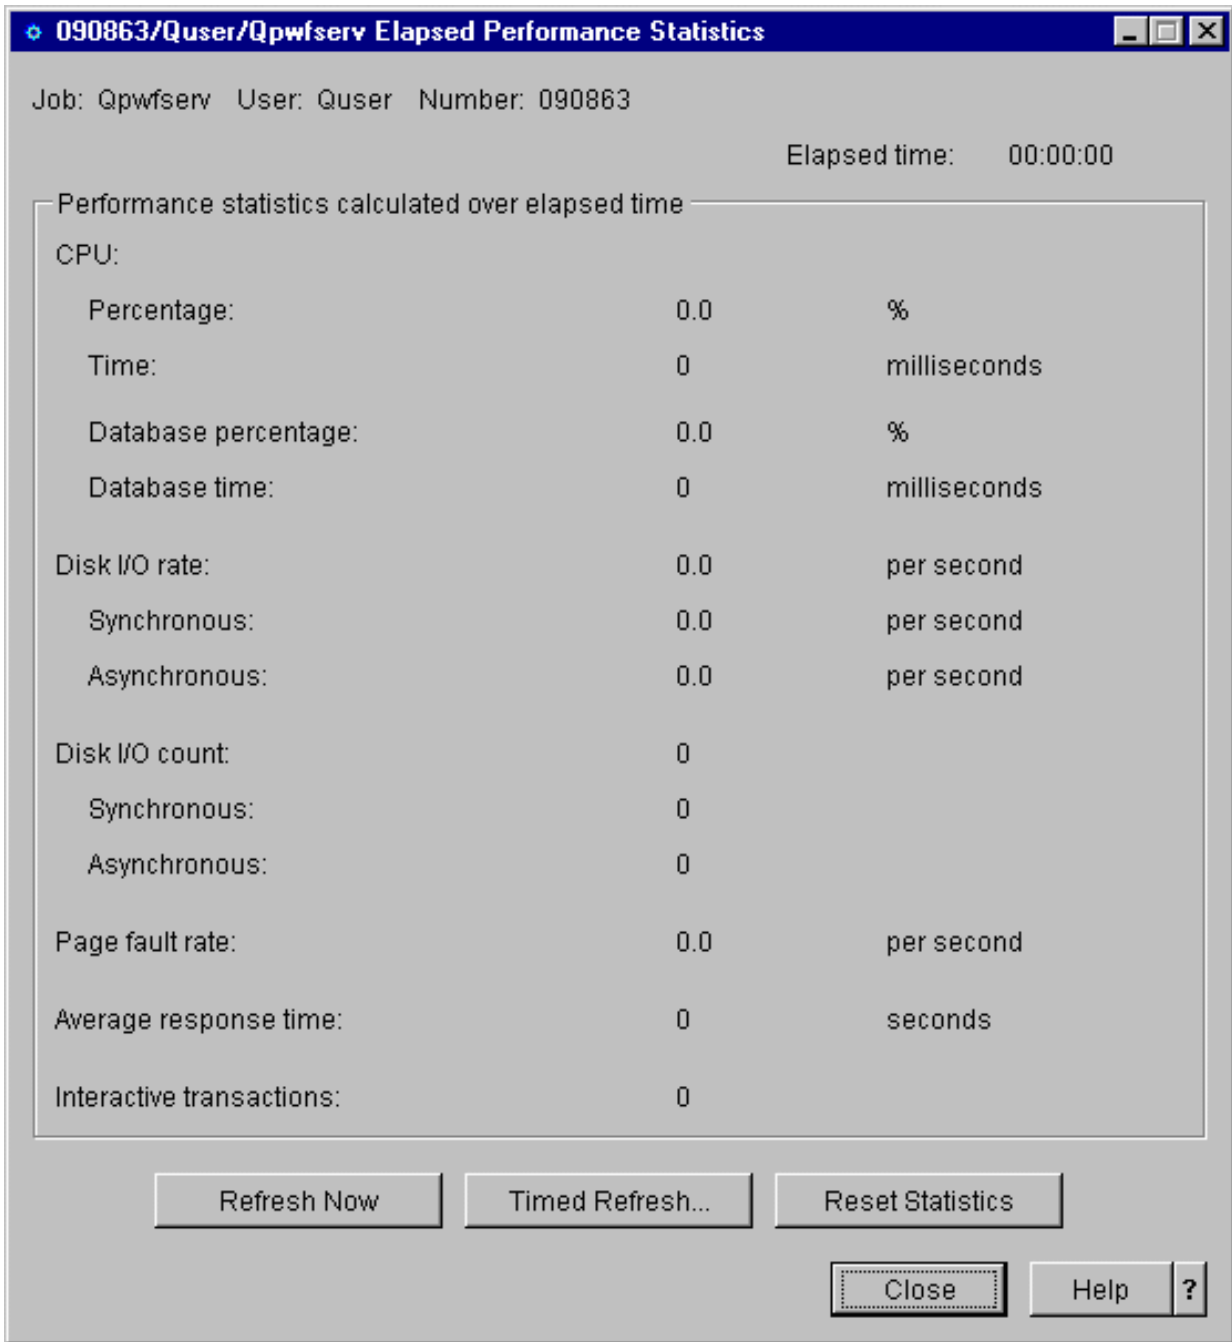 090863/Quser/Qpwfserv Elapsed Performance Statistics
Job: Qpwfserv User: Quser Number: 090863
Elapsed time: 00:00:00
Performance statistics calculated over elapsed time
CPU:
Percentage: 0.0 %
Time: 0 milliseconds
Database percentage: 0.0 %
Database time: 0 milliseconds
Disk I/O rate: 0.0 per second
Synchronous: 0.0 per second
Asynchronous: 0.0 per second
Disk I/O count: 0
Synchronous: 0
Asynchronous: 0
Page fault rate: 0.0 per second
Average response time: 0 seconds
Interactive transactions: 0
Refresh Now Timed Refresh... Reset Statistics
Close Help ?